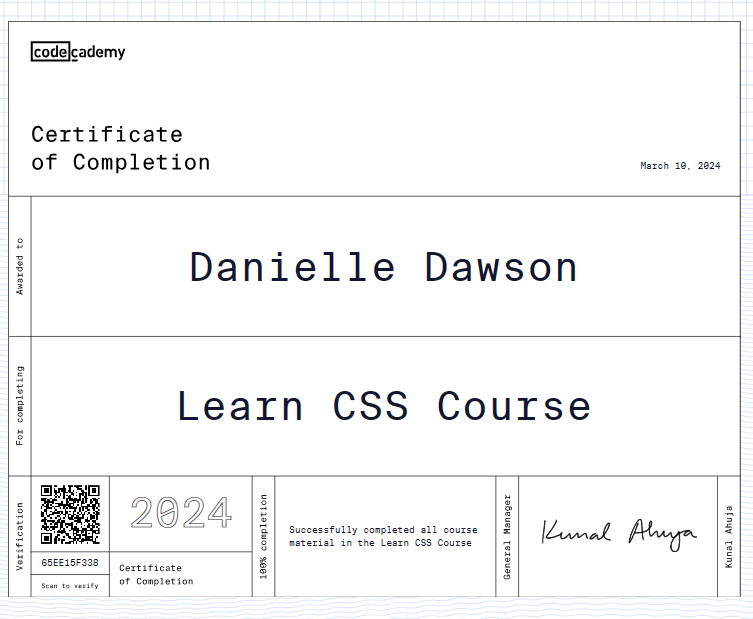 codecademy
Certificate
of Completion
March 10, 2024
Awarded to
Danielle Dawson
For completing
Learn CSS Course
Verification
65EE15F338
Scan to verify
2024
Certificate
of Completion
100% completion
Successfully completed all course
material in the Learn CSS Course
General Manager
Kunal Ahuja
Kunal Ahuja